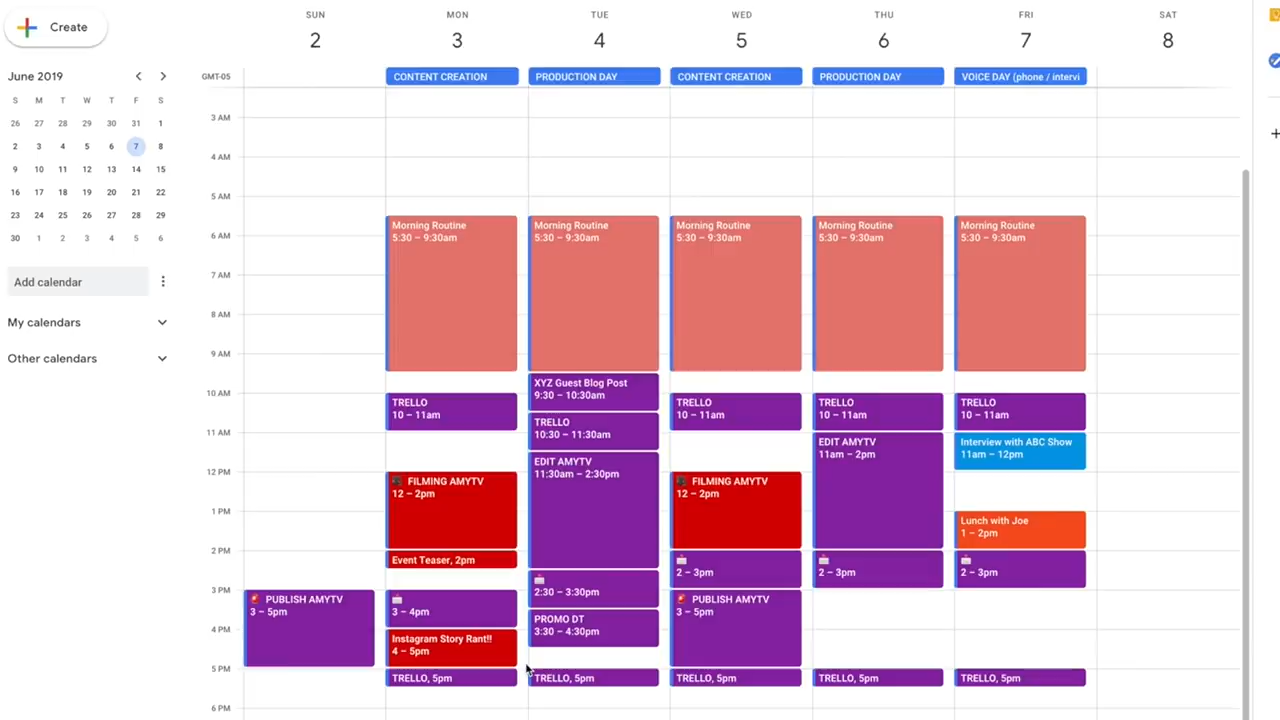 Create
June 2019
S M T W T F S
26 27 28 29 30 31 1
2 3 4 5 6 7 8
9 10 11 12 13 14 15
16 17 18 19 20 21 22
23 24 25 26 27 28 29
30 1 2 3 4 5 6
Add calendar
My calendars
Other calendars
SUN MON TUE WED THU FRI SAT
2 3 4 5 6 7 8
GMT-05
CONTENT CREATION
PRODUCTION DAY
CONTENT CREATION
PRODUCTION DAY
VOICE DAY (phone / intervi
3 AM
4 AM
5 AM
6 AM
7 AM
8 AM
9 AM
10 AM
11 AM
12 PM
1 PM
2 PM
3 PM
4 PM
5 PM
6 PM
PUBLISH AMYTV
3 – 5pm
Morning Routine
5:30 – 9:30am
TRELLO
10 – 11am
FILMING AMYTV
12 – 2pm
Event Teaser, 2pm
3 – 4pm
Instagram Story Rant!!
4 – 5pm
TRELLO, 5pm
Morning Routine
5:30 – 9:30am
XYZ Guest Blog Post
9:30 – 10:30am
TRELLO
10:30 – 11:30am
EDIT AMYTV
11:30am – 2:30pm
2:30 – 3:30pm
PROMO DT
3:30 – 4:30pm
TRELLO, 5pm
Morning Routine
5:30 – 9:30am
TRELLO
10 – 11am
FILMING AMYTV
12 – 2pm
2 – 3pm
PUBLISH AMYTV
3 – 5pm
TRELLO, 5pm
Morning Routine
5:30 – 9:30am
TRELLO
10 – 11am
EDIT AMYTV
11am – 2pm
2 – 3pm
TRELLO, 5pm
Morning Routine
5:30 – 9:30am
TRELLO
10 – 11am
Interview with ABC Show
11am – 12pm
Lunch with Joe
1 – 2pm
2 – 3pm
TRELLO, 5pm